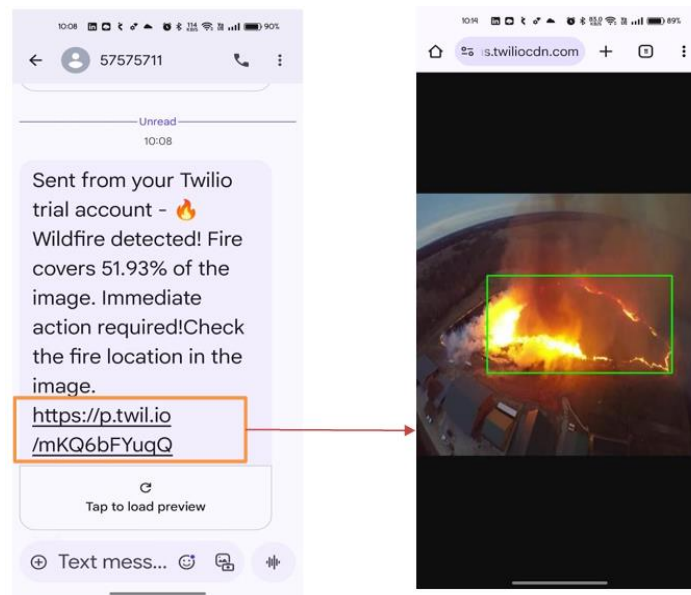 10:08
90%
57575711
Unread
10:08
Sent from your Twilio
trial account - 🔥
Wildfire detected! Fire
covers 51.93% of the
image. Immediate
action required!Check
the fire location in the
image.
https://p.twil.io
/mKQ6bFYuqQ
Tap to load preview
Text mess...
10:14
89%
s.twiliocdn.com